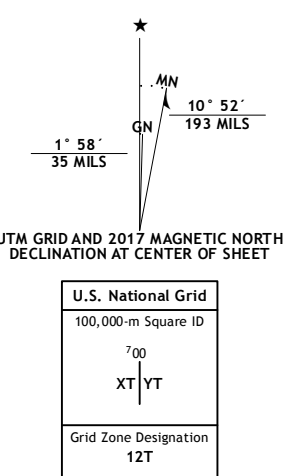 ★
MN
GN
10° 52´
193 MILS
1° 58´
35 MILS
UTM GRID AND 2017 MAGNETIC NORTH
DECLINATION AT CENTER OF SHEET
U.S. National Grid
100,000-m Square ID
⁷00
XT YT
Grid Zone Designation
12T